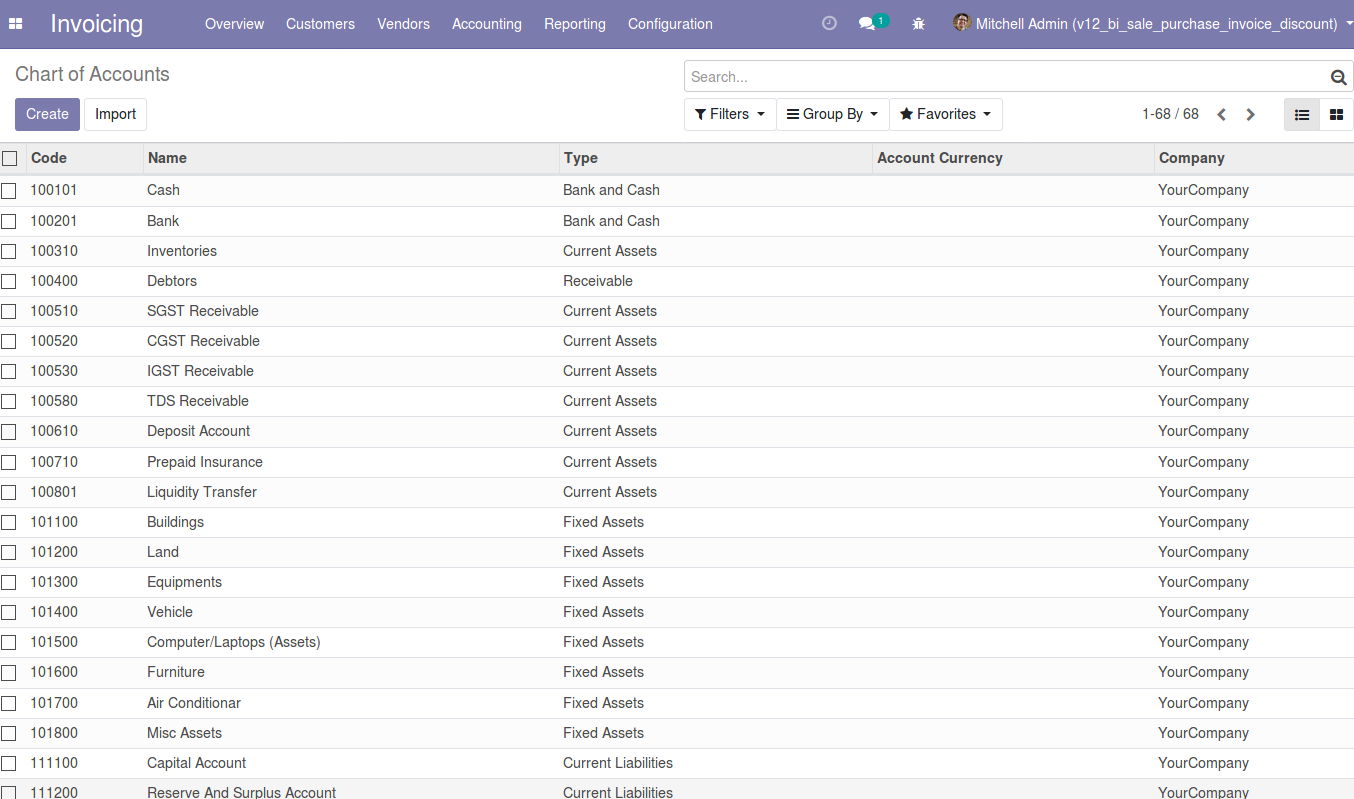 Invoicing Overview Customers Vendors Accounting Reporting Configuration 1 Mitchell Admin (v12_bi_sale_purchase_invoice_discount)
Chart of Accounts Search...
Create Import Filters Group By Favorites 1-68 / 68
Code Name Type Account Currency Company
100101 Cash Bank and Cash YourCompany
100201 Bank Bank and Cash YourCompany
100310 Inventories Current Assets YourCompany
100400 Debtors Receivable YourCompany
100510 SGST Receivable Current Assets YourCompany
100520 CGST Receivable Current Assets YourCompany
100530 IGST Receivable Current Assets YourCompany
100580 TDS Receivable Current Assets YourCompany
100610 Deposit Account Current Assets YourCompany
100710 Prepaid Insurance Current Assets YourCompany
100801 Liquidity Transfer Current Assets YourCompany
101100 Buildings Fixed Assets YourCompany
101200 Land Fixed Assets YourCompany
101300 Equipments Fixed Assets YourCompany
101400 Vehicle Fixed Assets YourCompany
101500 Computer/Laptops (Assets) Fixed Assets YourCompany
101600 Furniture Fixed Assets YourCompany
101700 Air Conditionar Fixed Assets YourCompany
101800 Misc Assets Fixed Assets YourCompany
111100 Capital Account Current Liabilities YourCompany
111200 Reserve And Surplus Account Current Liabilities YourCompany